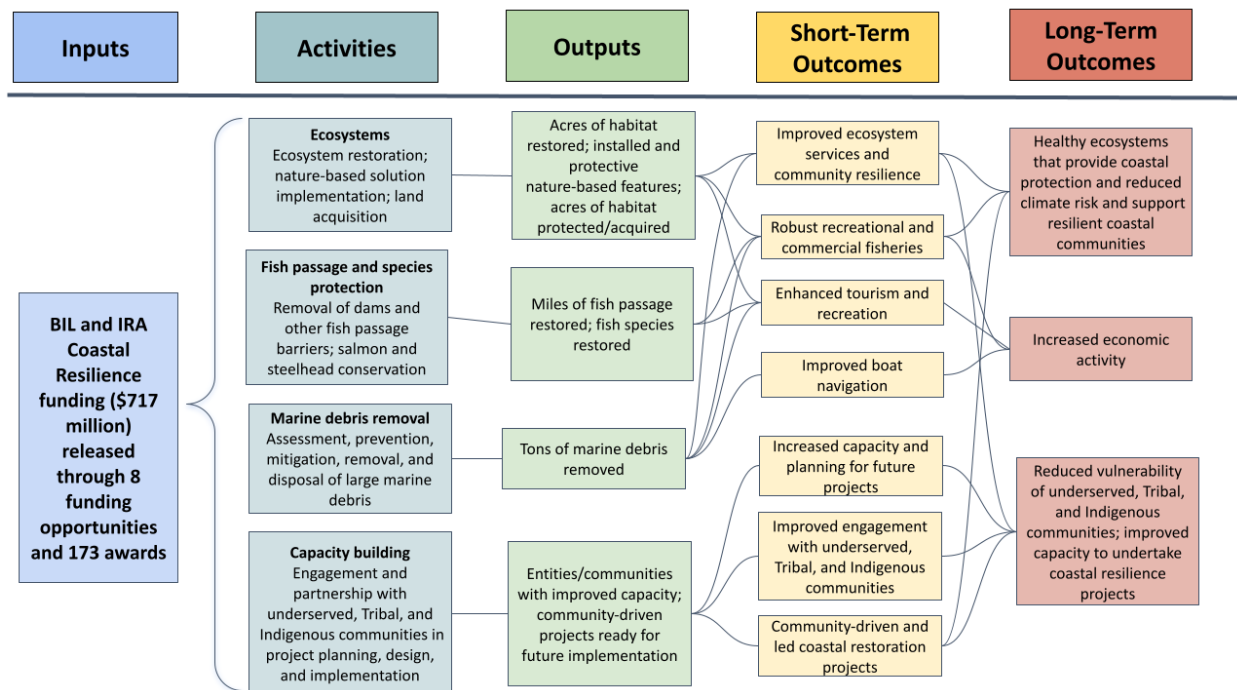 Inputs
Activities
Outputs
Short-Term
Outcomes
Long-Term
Outcomes
BIL and IRA
Coastal
Resilience
funding ($717
million)
released
through 8
funding
opportunities
and 173 awards
Ecosystems
Ecosystem restoration;
nature-based solution
implementation; land
acquisition
Fish passage and species
protection
Removal of dams and
other fish passage
barriers; salmon and
steelhead conservation
Marine debris removal
Assessment, prevention,
mitigation, removal, and
disposal of large marine
debris
Capacity building
Engagement and
partnership with
underserved, Tribal, and
Indigenous communities in
project planning, design,
and implementation
Acres of habitat
restored; installed and
protective
nature-based features;
acres of habitat
protected/acquired
Miles of fish passage
restored; fish species
restored
Tons of marine debris
removed
Entities/communities
with improved capacity;
community-driven
projects ready for
future implementation
Improved ecosystem
services and
community resilience
Robust recreational and
commercial fisheries
Enhanced tourism and
recreation
Improved boat
navigation
Increased capacity and
planning for future
projects
Improved engagement
with underserved,
Tribal, and Indigenous
communities
Community-driven and
led coastal restoration
projects
Healthy ecosystems
that provide coastal
protection and reduced
climate risk and support
resilient coastal
communities
Increased economic
activity
Reduced vulnerability
of underserved, Tribal,
and Indigenous
communities; improved
capacity to undertake
coastal resilience
projects